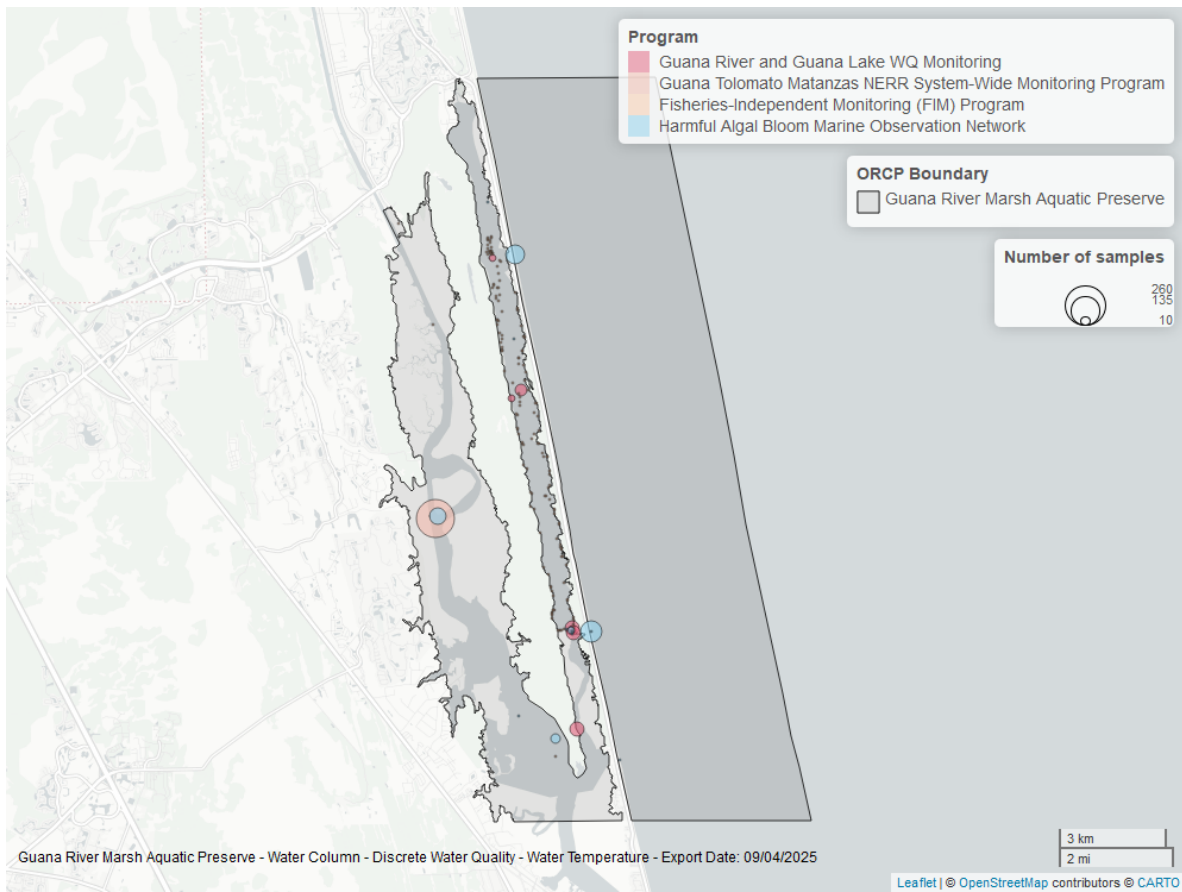 Program
Guana River and Guana Lake WQ Monitoring
Guana Tolomato Matanzas NERR System-Wide Monitoring Program
Fisheries-Independent Monitoring (FIM) Program
Harmful Algal Bloom Marine Observation Network
ORCP Boundary
Guana River Marsh Aquatic Preserve
Number of samples
260
135
10
3 km
2 mi
Guana River Marsh Aquatic Preserve - Water Column - Discrete Water Quality - Water Temperature - Export Date: 09/04/2025
Leaflet | © OpenStreetMap contributors © CARTO